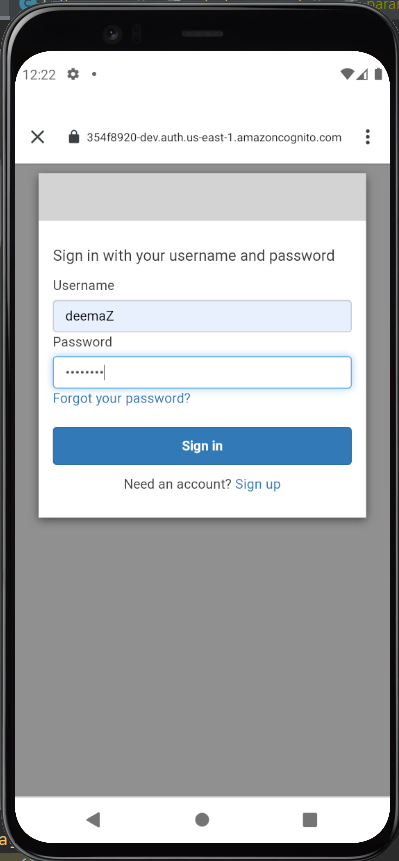 12:22
354f8920-dev.auth.us-east-1.amazoncognito.com
Sign in with your username and password
Username
deemaZ
Password
••••••••
Forgot your password?
Sign in
Need an account? Sign up